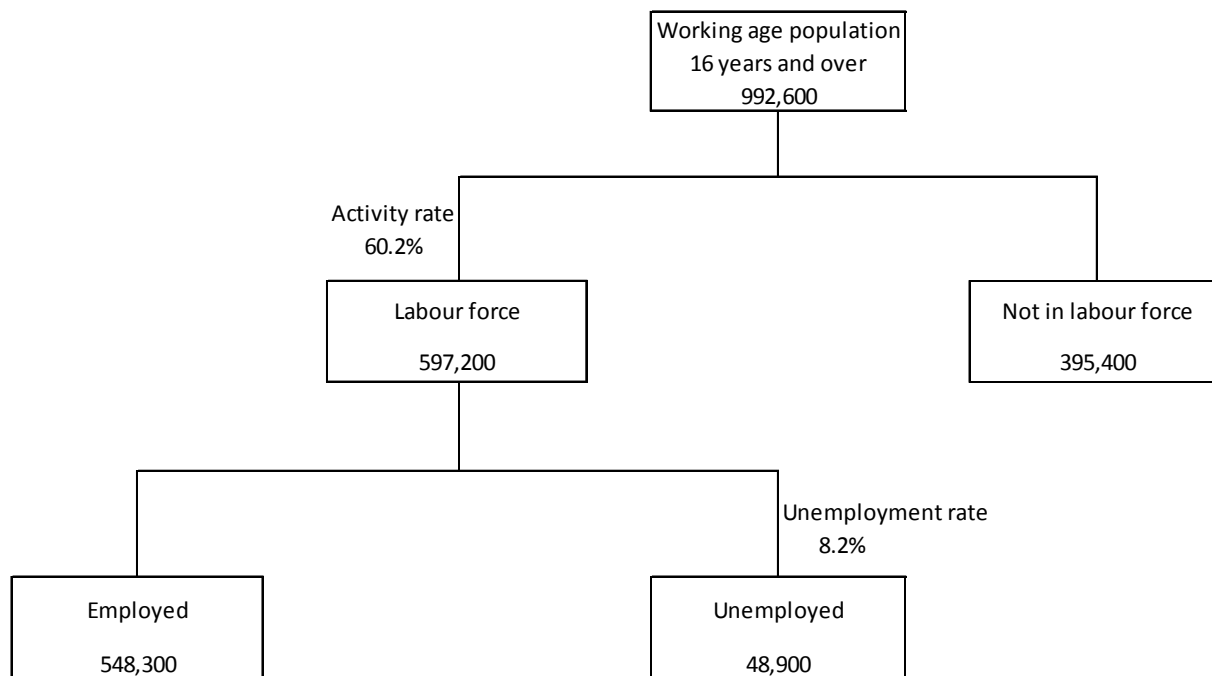 Working age population
16 years and over
992,600
Activity rate
60.2%
Labour force
597,200
Not in labour force
395,400
Unemployment rate
8.2%
Employed
548,300
Unemployed
48,900